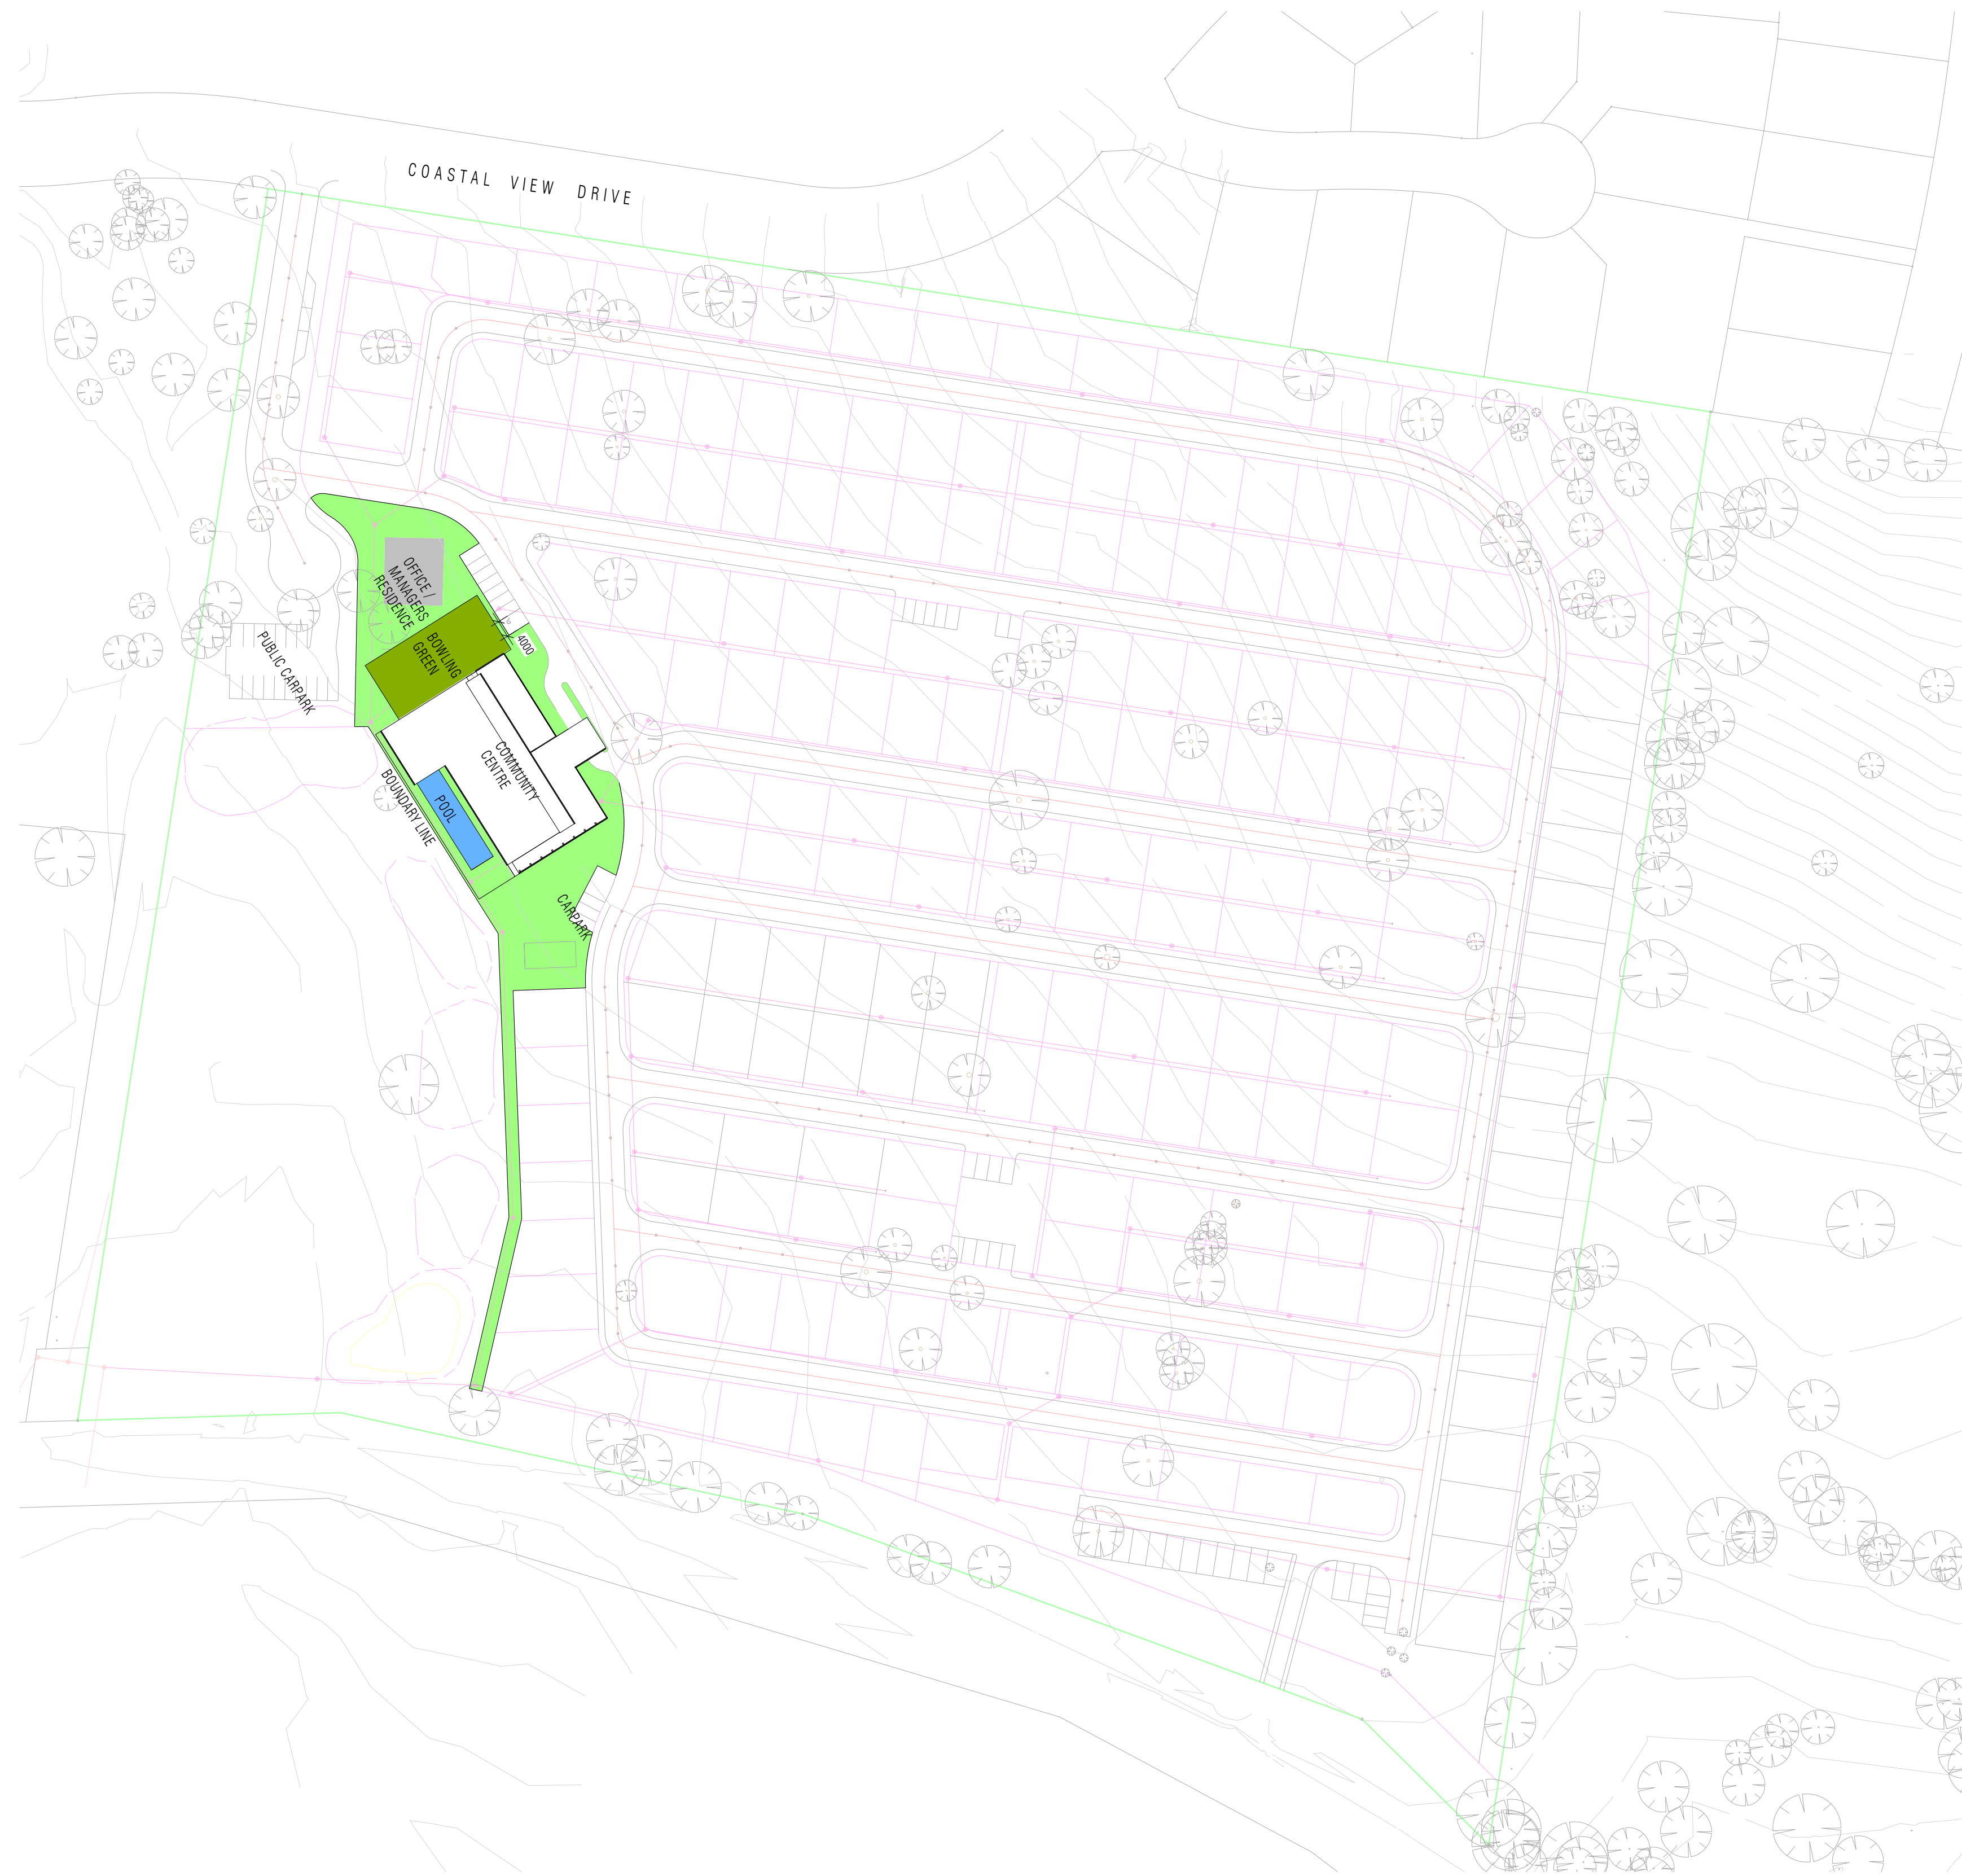 COASTAL VIEW DRIVE
OFFICE /
MANAGERS
RESIDENCE
BOWLING
GREEN
4000
PUBLIC CARPARK
COMMUNITY
CENTRE
POOL
BOUNDARY LINE
CARPARK